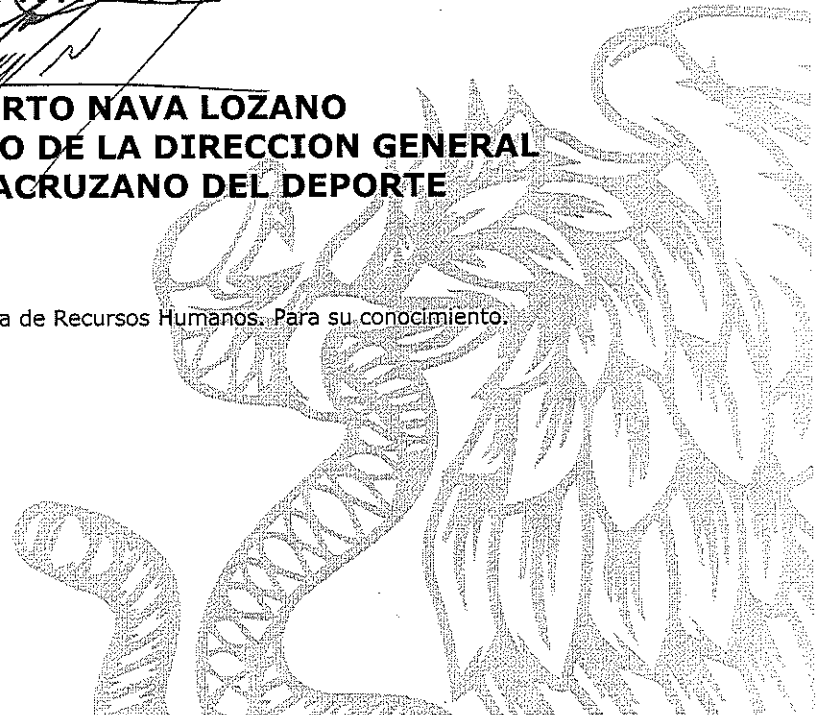 RTO NAVA LOZANO
O DE LA DIRECCION GENERAL
ACRUZANO DEL DEPORTE
a de Recursos Humanos. Para su conocimiento.